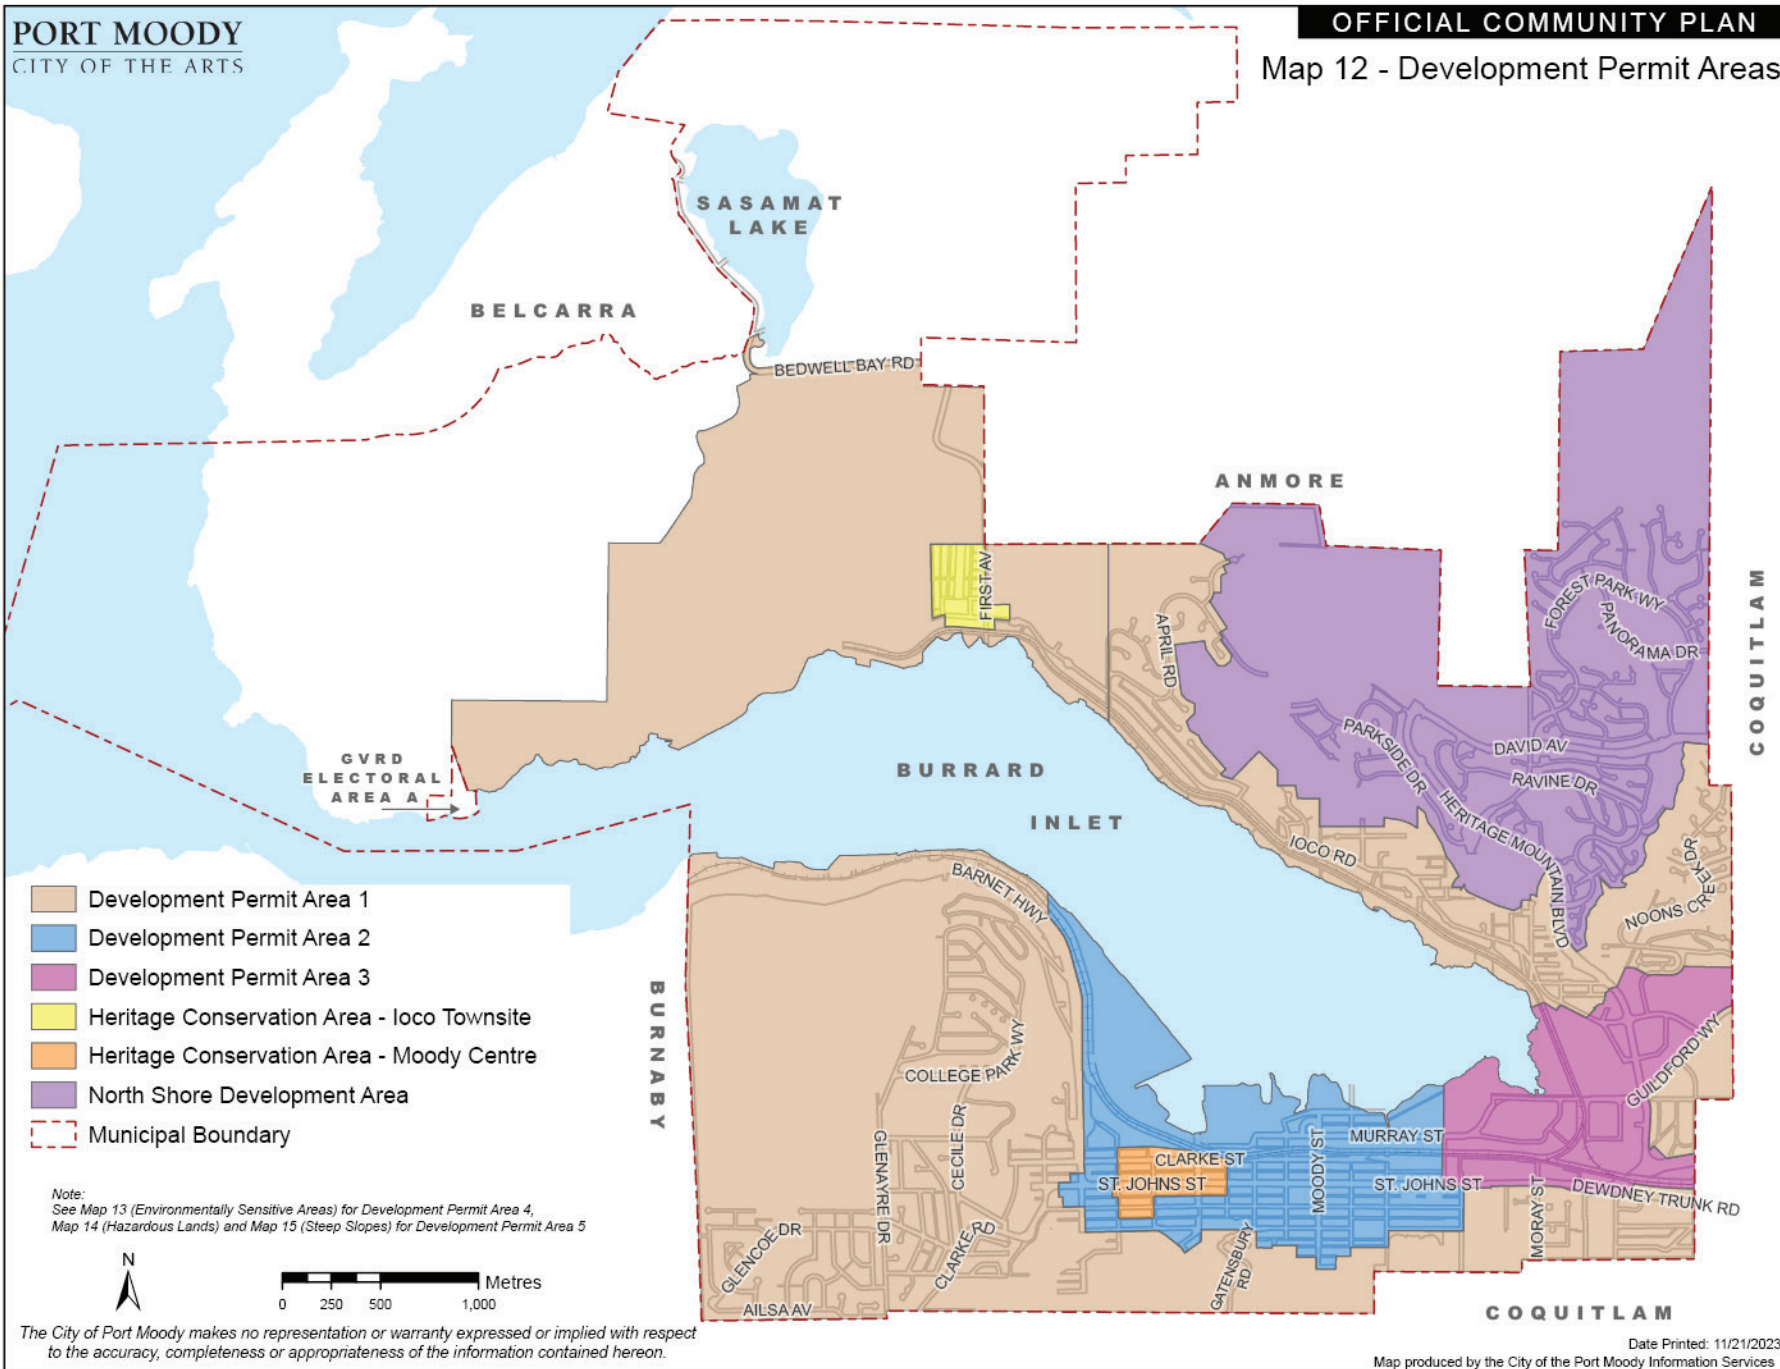 PORT MOODY
CITY OF THE ARTS
OFFICIAL COMMUNITY PLAN
Map 12 - Development Permit Areas
SASAMAT
LAKE
BELCARRA
BEDWELL BAY RD
ANMORE
FIRST AV
APRIL RD
FOREST PARK WY
PANORAMA DR
COQUITLAM
DAVID AV
PARKSIDE DR
RAVINE DR
HERITAGE MOUNTAIN BLVD
GVRD
ELECTORAL
AREA A
BURRARD
INLET
IOCO RD
NOONS CREEK DR
BARNET HWY
Development Permit Area 1
Development Permit Area 2
Development Permit Area 3
Heritage Conservation Area - Ioco Townsite
Heritage Conservation Area - Moody Centre
North Shore Development Area
Municipal Boundary
BURNABY
COLLEGE PARK WY
GUILDFORD WY
CECILE DR
GLENAYRE DR
MURRAY ST
CLARKE ST
MOODY ST
ST. JOHNS ST
ST. JOHNS ST
DEWDNEY TRUNK RD
MORAY ST
GLENCOE DR
CLARKE RD
GATENSBURY
RD
AILSA AV
COQUITLAM
Note:
See Map 13 (Environmentally Sensitive Areas) for Development Permit Area 4,
Map 14 (Hazardous Lands) and Map 15 (Steep Slopes) for Development Permit Area 5
N
Metres
0 250 500 1,000
The City of Port Moody makes no representation or warranty expressed or implied with respect
to the accuracy, completeness or appropriateness of the information contained hereon.
Date Printed: 11/21/2023
Map produced by the City of the Port Moody Information Services